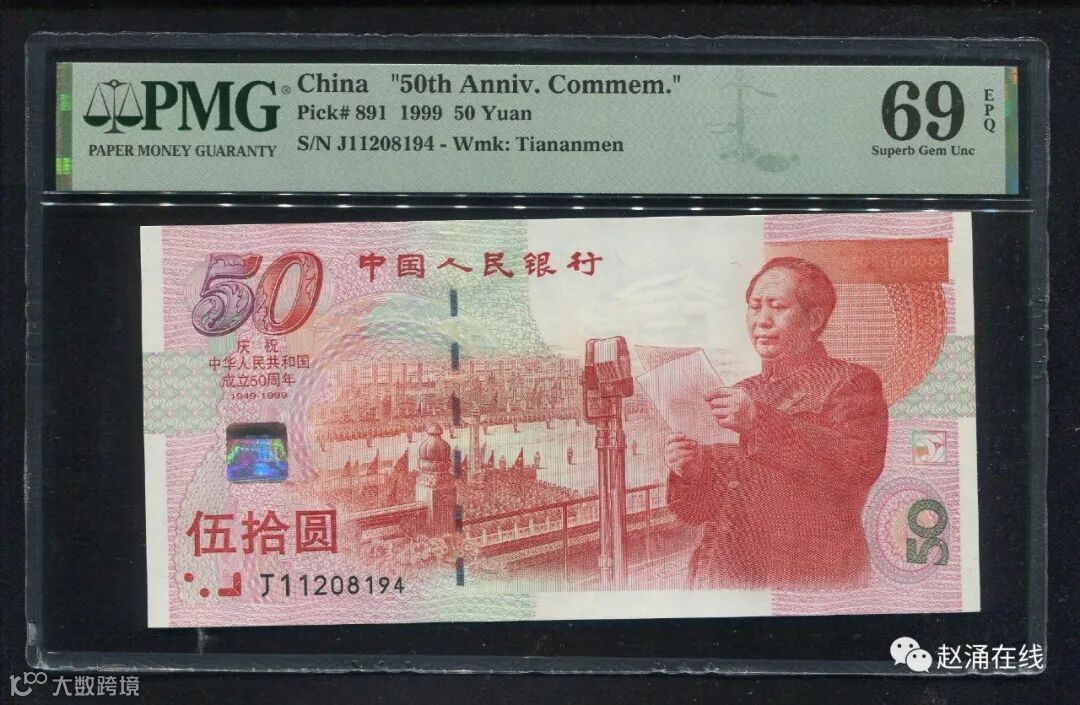 PMG®
PAPER MONEY GUARANTY
China "50th Anniv. Commem."
Pick# 891 1999 50 Yuan
S/N J11208194 - Wmk: Tiananmen
69
EPQ
Superb Gem Unc
50
中国人民银行
庆祝
中华人民共和国
成立50周年
1949-1999
伍拾圆
J11208194
50
赵涌在线
大数跨境